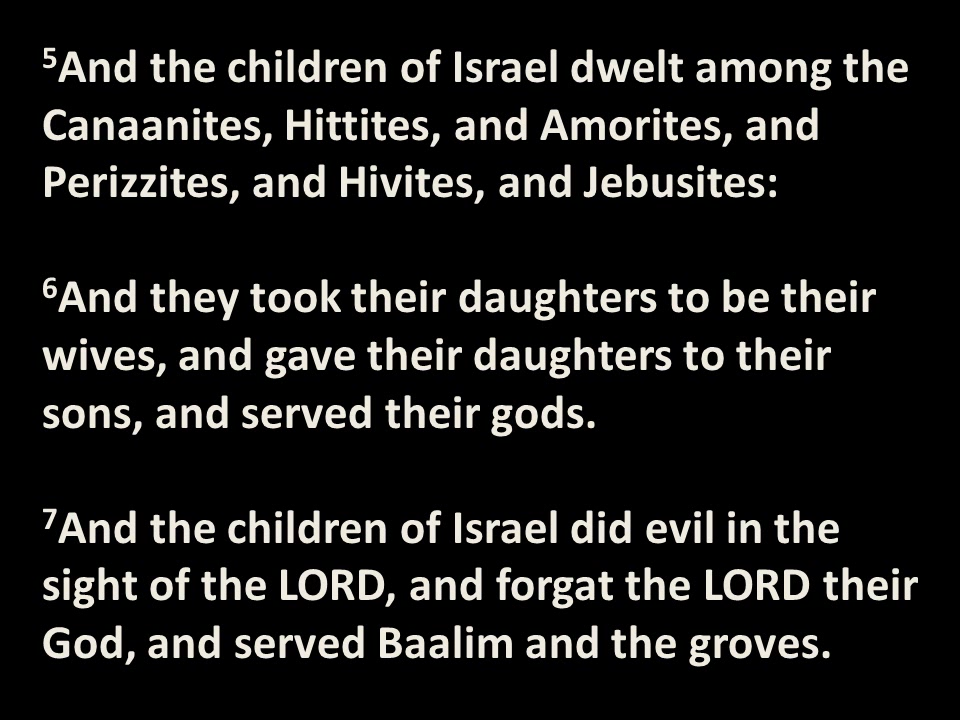 ⁵And the children of Israel dwelt among the
Canaanites, Hittites, and Amorites, and
Perizzites, and Hivites, and Jebusites:
⁶And they took their daughters to be their
wives, and gave their daughters to their
sons, and served their gods.
⁷And the children of Israel did evil in the
sight of the LORD, and forgat the LORD their
God, and served Baalim and the groves.